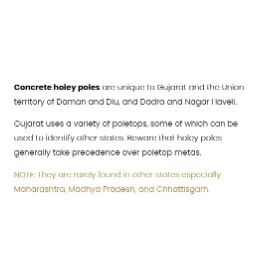 Concrete holey poles are unique to Gujarat and the Union
territory of Daman and Diu, and Dadra and Nagar Haveli.
Gujarat uses a variety of poletops, some of which can be
used to identify other states. Beware that holey poles
generally take precedence over poletop metas.
NOTE: They are rarely found in other states especially
Maharashtra, Madhya Pradesh, and Chhattisgarh.